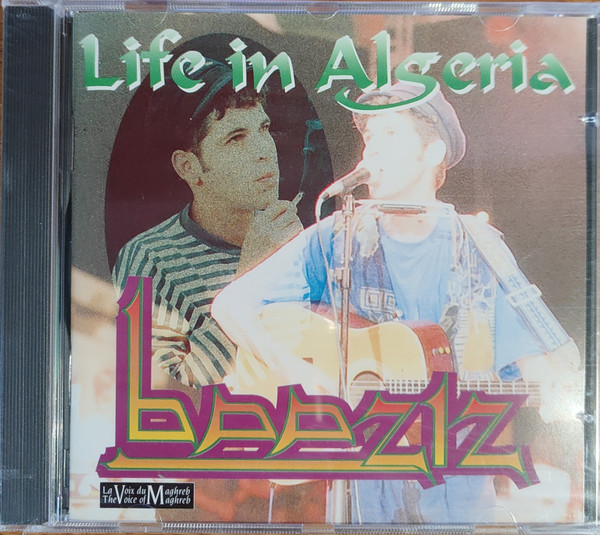 Life in Algeria
baaziz
La Voix du Maghreb
The Voice of Maghreb